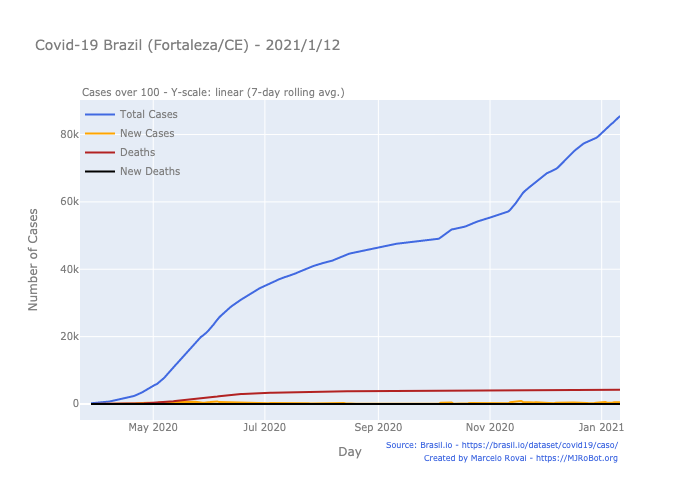 Covid-19 Brazil (Fortaleza/CE) - 2021/1/12
Cases over 100 - Y-scale: linear (7-day rolling avg.)
Total Cases
New Cases
Deaths
New Deaths
80k
60k
40k
20k
0
Number of Cases
May 2020
Jul 2020
Sep 2020
Nov 2020
Jan 2021
Day
Source: Brasil.io - https://brasil.io/dataset/covid19/caso/
Created by Marcelo Rovai - https://MJRoBot.org